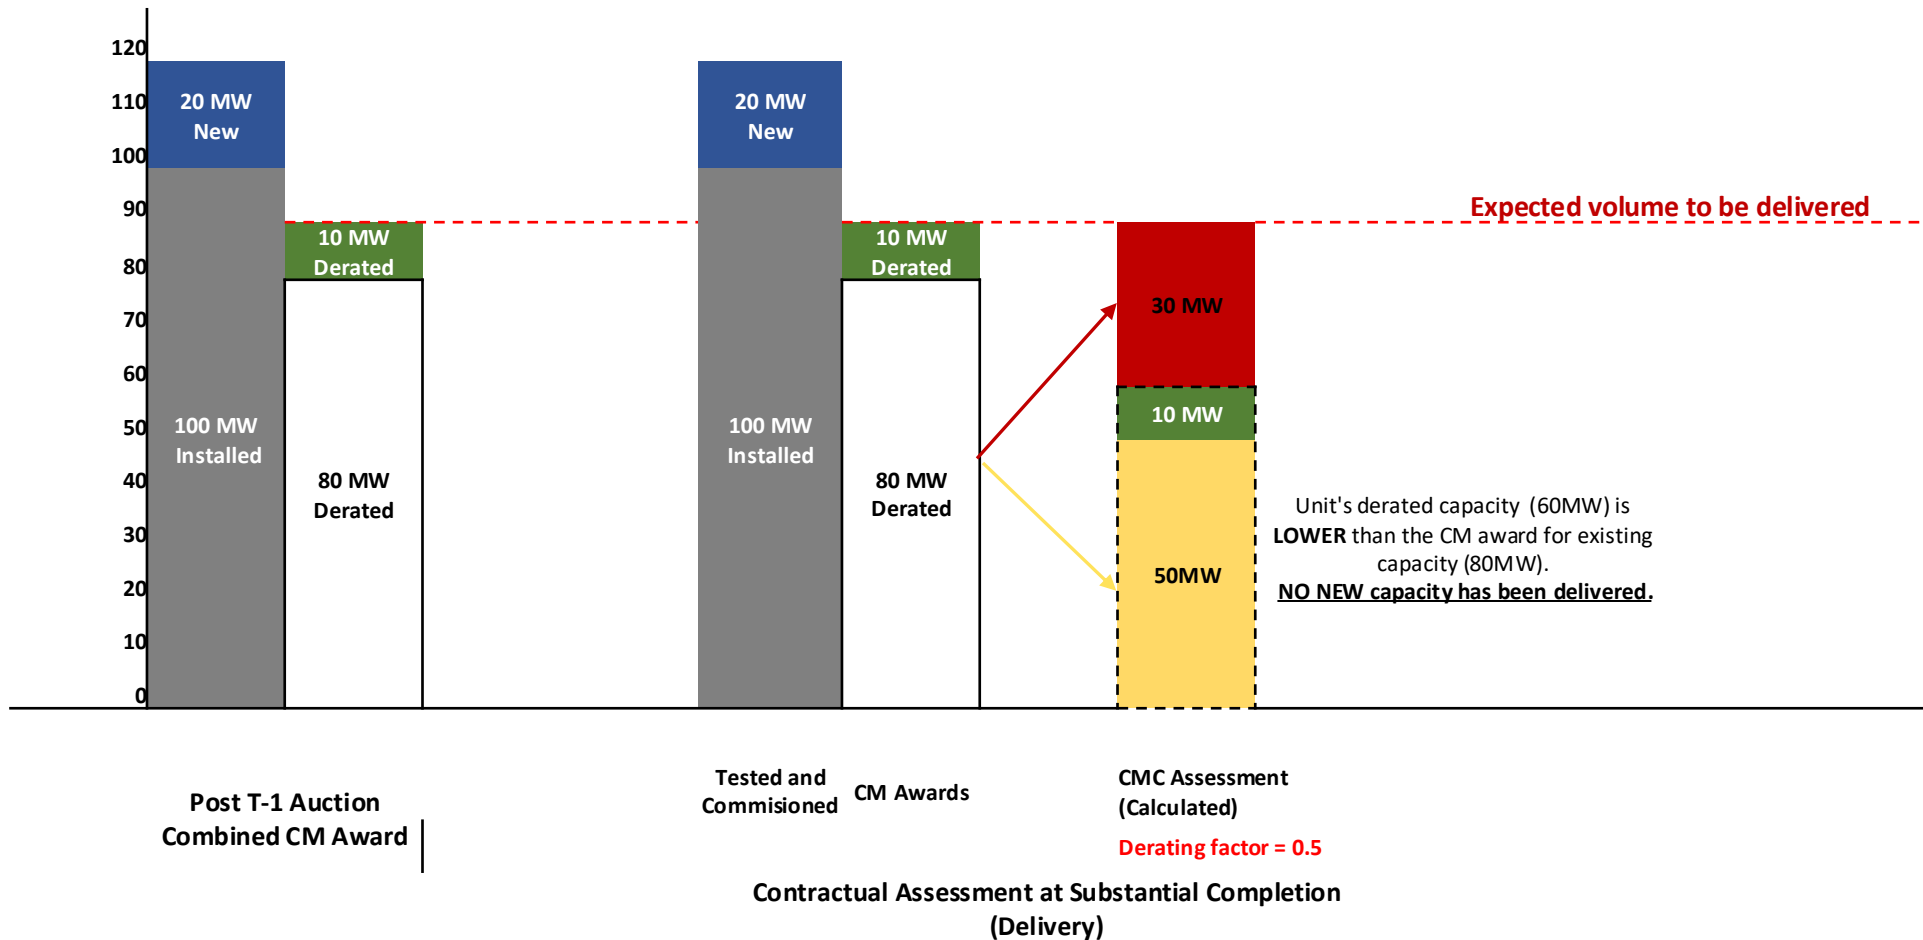 120
110
100
90
80
70
60
50
40
30
20
10
0
20 MW
New
100 MW
Installed
10 MW
Derated
80 MW
Derated
20 MW
New
100 MW
Installed
10 MW
Derated
80 MW
Derated
Expected volume to be delivered
30 MW
10 MW
50MW
Unit's derated capacity (60MW) is
LOWER than the CM award for existing
capacity (80MW).
NO NEW capacity has been delivered.
Post T-1 Auction
Combined CM Award
Tested and
Commisioned
CM Awards
CMC Assessment
(Calculated)
Derating factor = 0.5
Contractual Assessment at Substantial Completion
(Delivery)